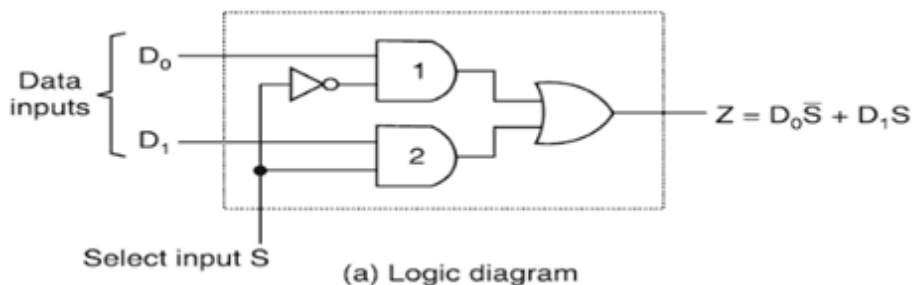 D₀
Data
inputs
1
D₁
2
Z = D₀S̅ + D₁S
Select input S
(a) Logic diagram